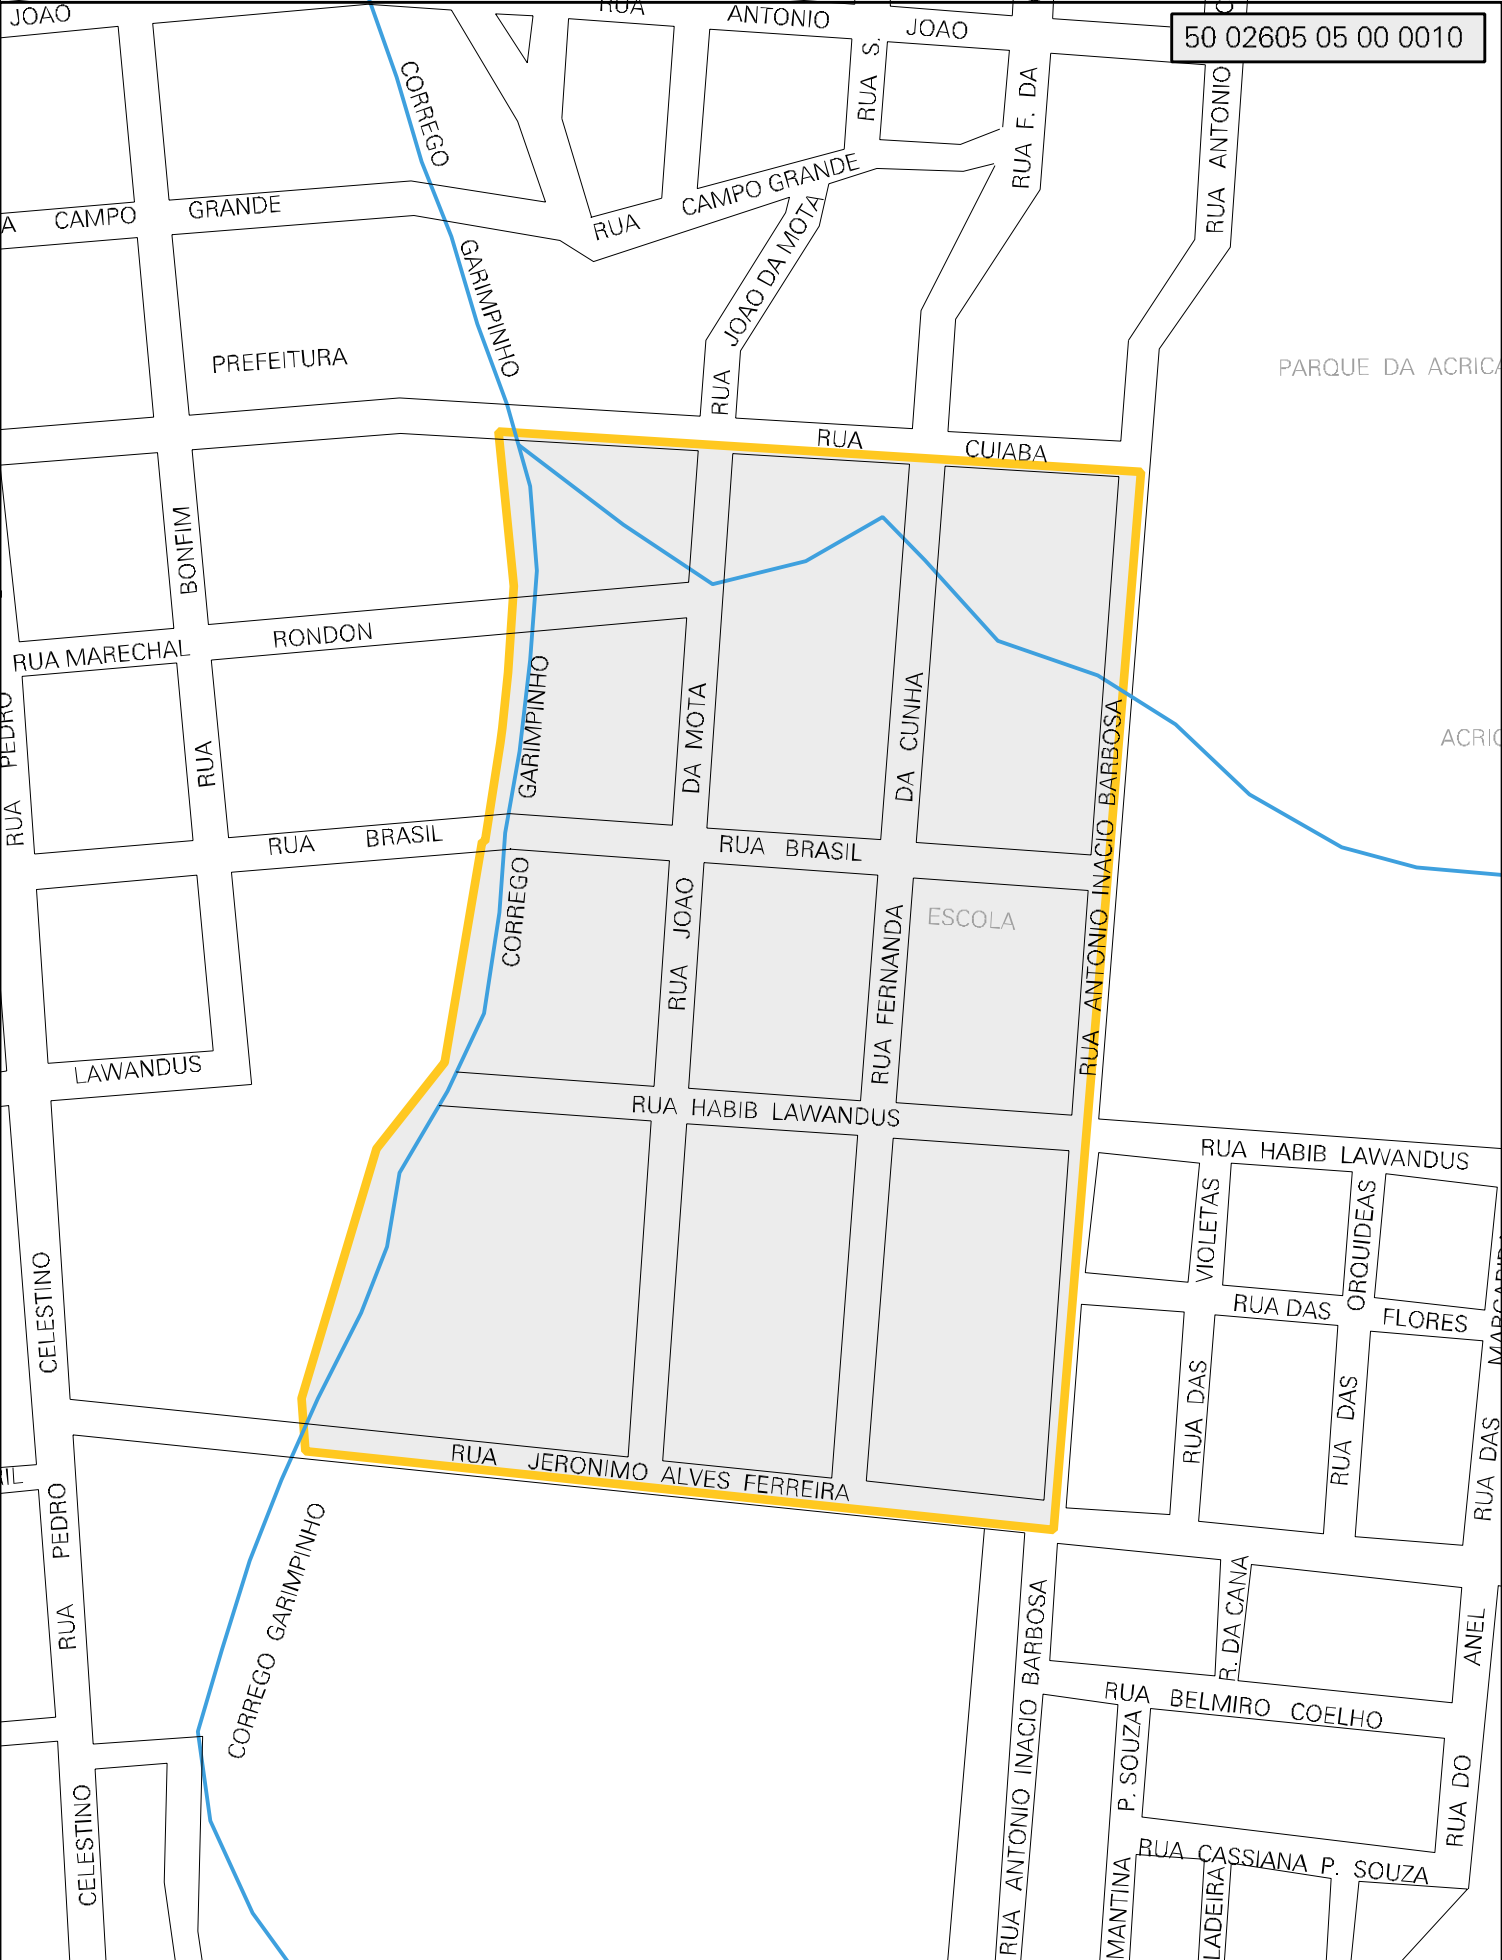 JOAO
RUA
ANTONIO
JOAO
50 02605 05 00 0010
CORREGO
RUA S.
RUA F. DA
RUA ANTONIO
A CAMPO GRANDE
RUA CAMPO GRANDE
GARIMPINHO
RUA JOAO DA MOTA
PREFEITURA
PARQUE DA ACRICA
RUA CUIABA
BONFIM
RUA MARECHAL RONDON
GARIMPINHO
DA MOTA
DA CUNHA
RUA ANTONIO INACIO BARBOSA
ACRIC
RUA PEDRO
RUA
RUA BRASIL
RUA BRASIL
CORREGO
RUA JOAO
RUA FERNANDA
ESCOLA
LAWANDUS
RUA HABIB LAWANDUS
RUA HABIB LAWANDUS
VIOLETAS
ORQUIDEAS
MARGARIDA
CELESTINO
RUA DAS FLORES
RUA DAS
RUA DAS
RUA DAS
RUA JERONIMO ALVES FERREIRA
IL
RUA PEDRO
CORREGO GARIMPINHO
RUA ANTONIO INACIO BARBOSA
R. DA CANA
ANEL
RUA BELMIRO COELHO
P. SOUZA
RUA DO
CELESTINO
RUA CASSIANA P. SOUZA
MANTINA
LADEIRA